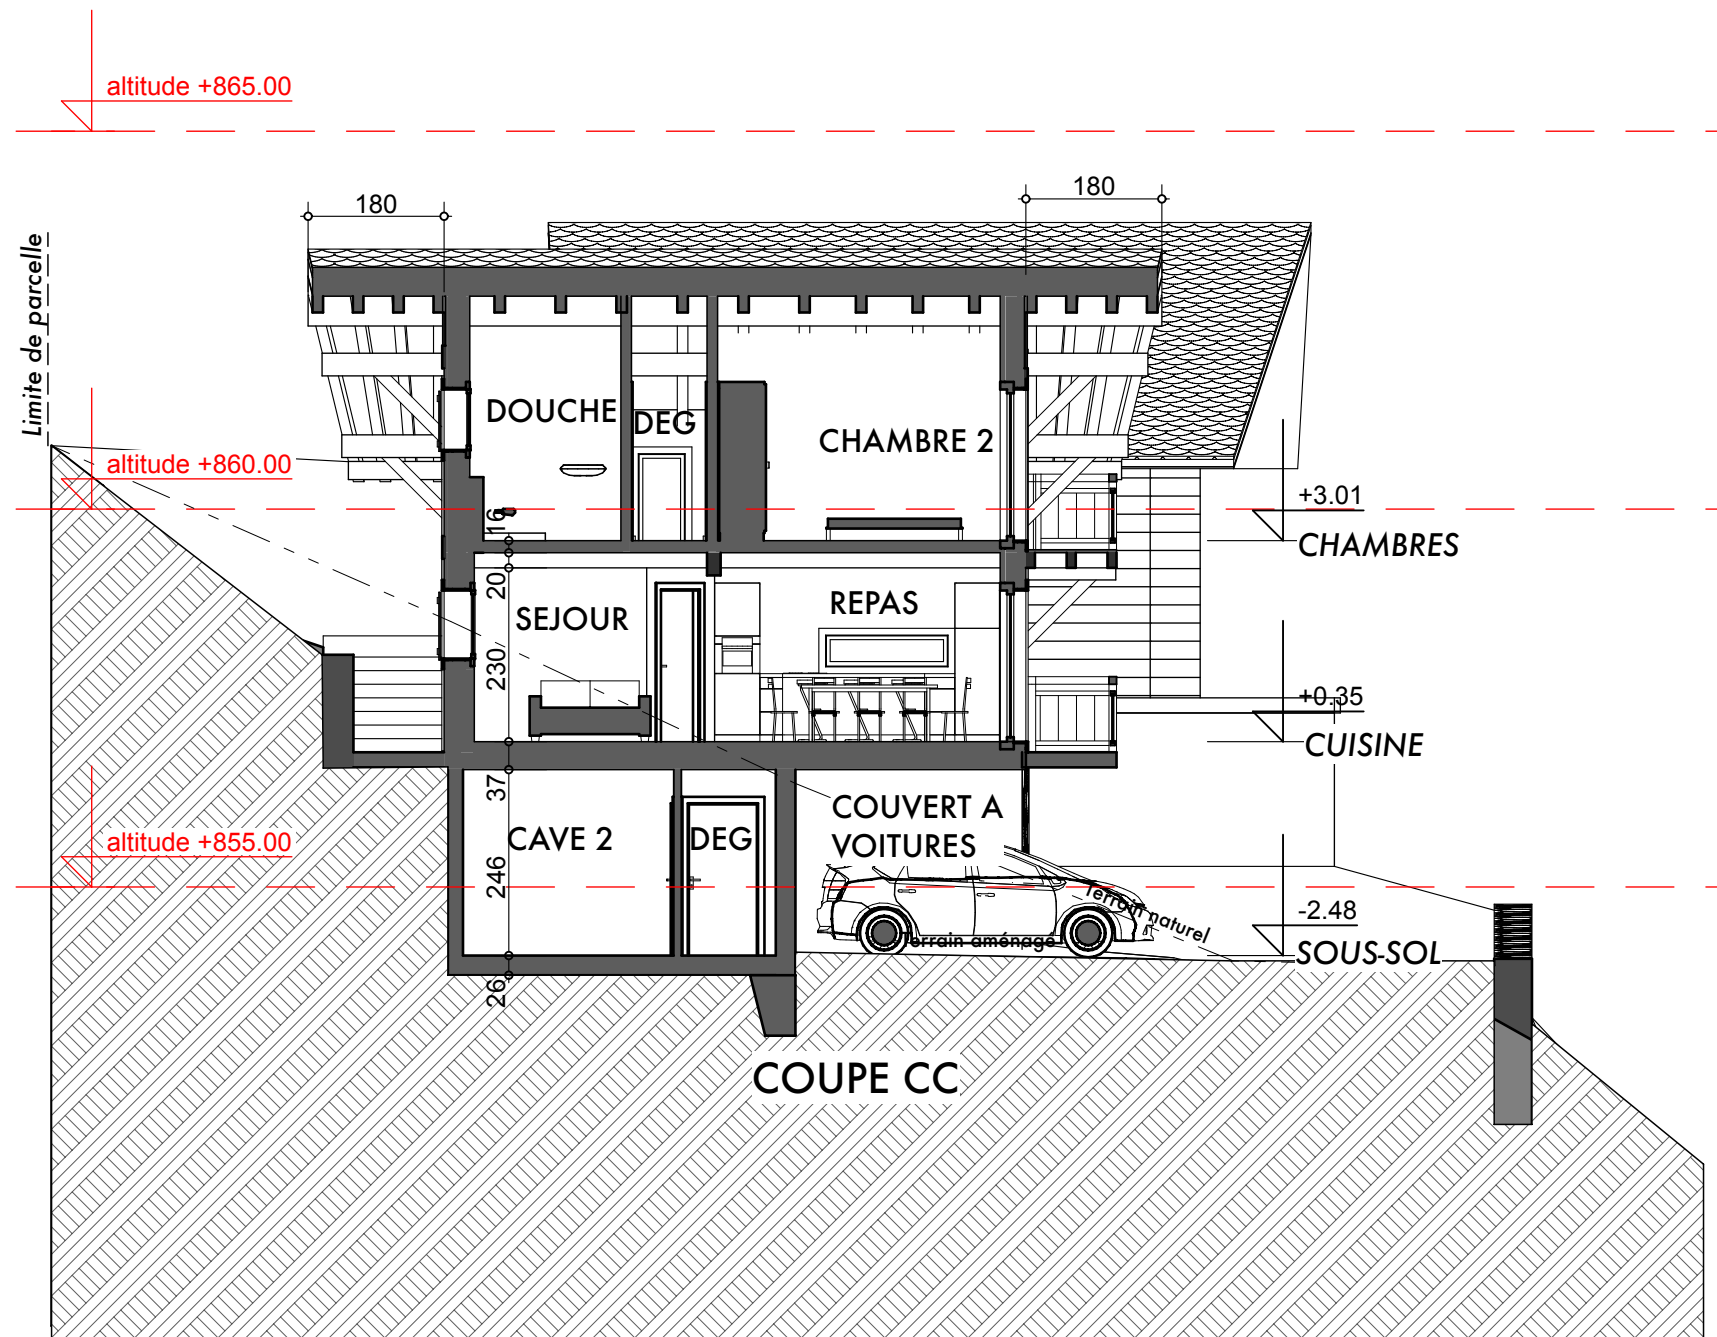 altitude +865.00
180
180
Limite de parcelle
DOUCHE
DEG
CHAMBRE 2
altitude +860.00
+3.01
CHAMBRES
16
20
SEJOUR
REPAS
230
+0.35
CUISINE
37
COUVERT A
VOITURES
CAVE 2
DEG
altitude +855.00
246
Terrain naturel
Terrain aménagé
-2.48
SOUS-SOL
26
COUPE CC